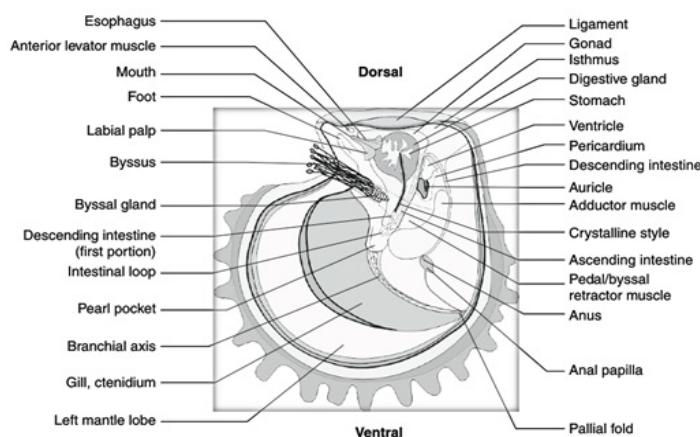 Esophagus
Anterior levator muscle
Mouth
Foot
Labial palp
Byssus
Byssal gland
Descending intestine
(first portion)
Intestinal loop
Pearl pocket
Branchial axis
Gill, ctenidium
Left mantle lobe
Dorsal
Ventral
Ligament
Gonad
Isthmus
Digestive gland
Stomach
Ventricle
Pericardium
Descending intestine
Auricle
Adductor muscle
Crystalline style
Ascending intestine
Pedal/byssal
retractor muscle
Anus
Anal papilla
Pallial fold